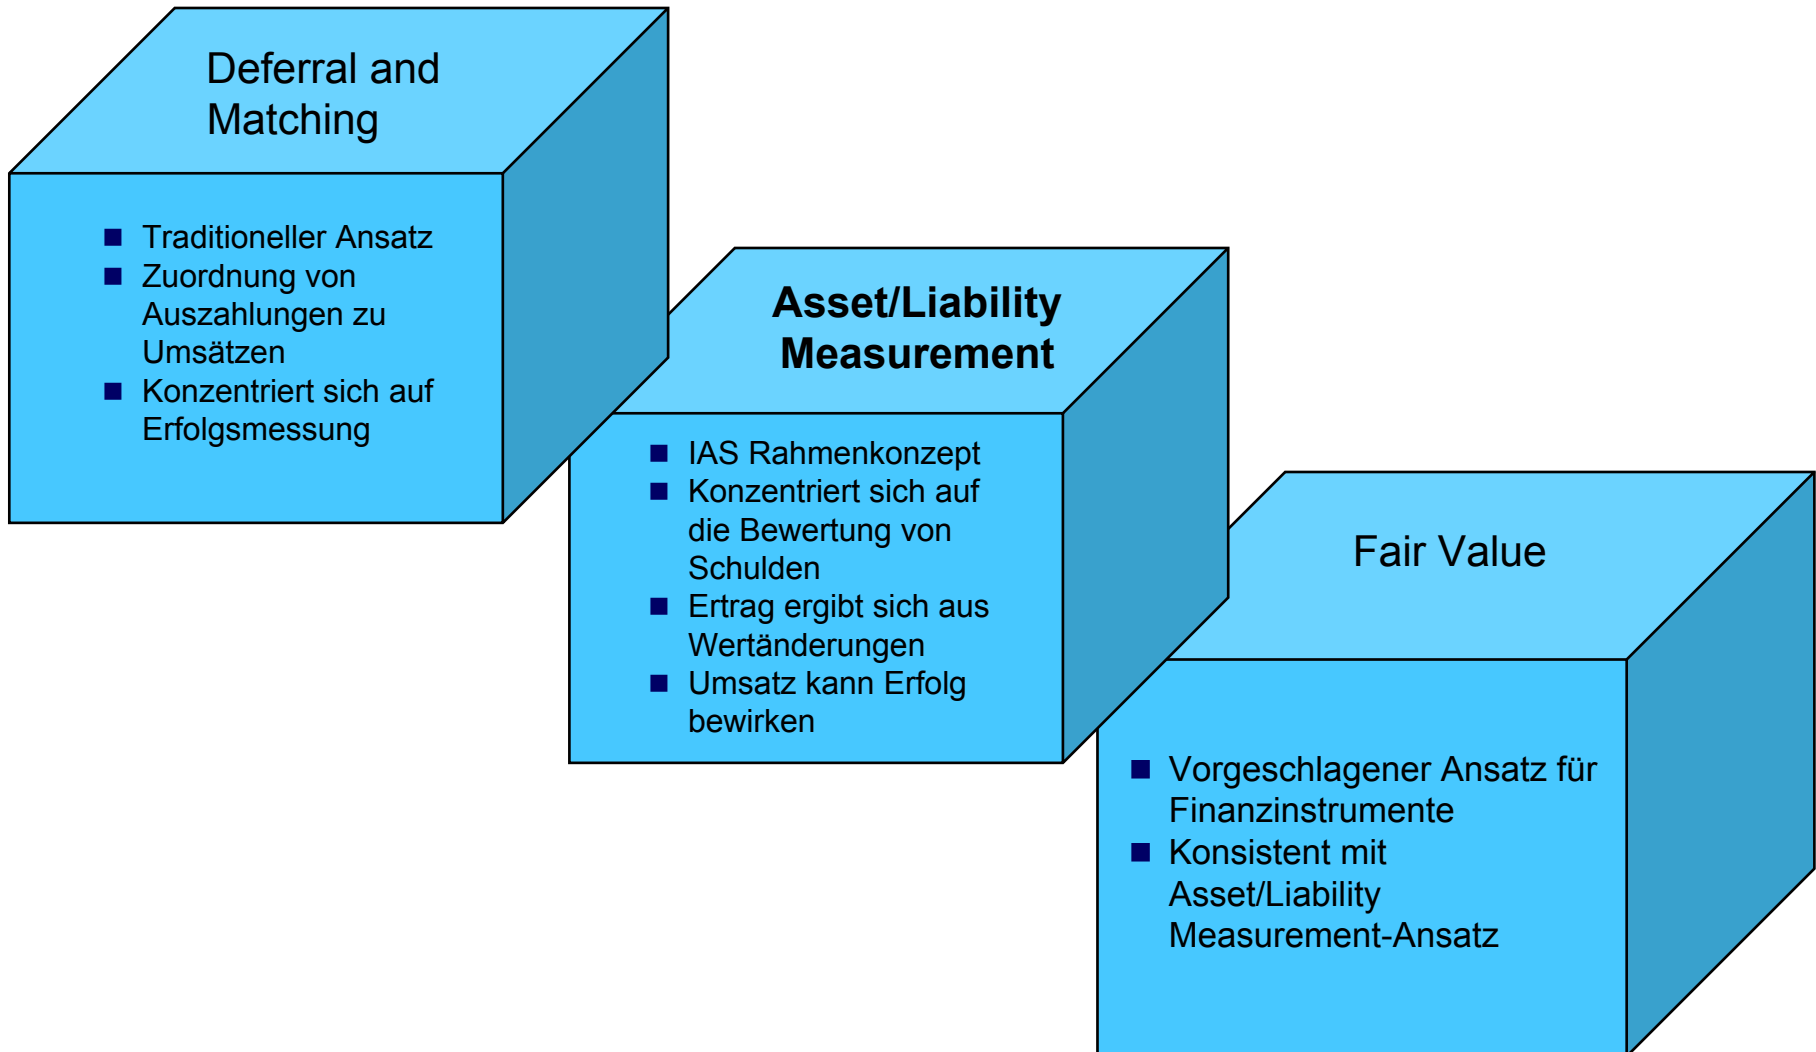 Deferral and
Matching
■ Traditioneller Ansatz
■ Zuordnung von
Auszahlungen zu
Umsätzen
■ Konzentriert sich auf
Erfolgsmessung
Asset/Liability
Measurement
■ IAS Rahmenkonzept
■ Konzentriert sich auf
die Bewertung von
Schulden
■ Ertrag ergibt sich aus
Wertänderungen
■ Umsatz kann Erfolg
bewirken
Fair Value
■ Vorgeschlagener Ansatz für
Finanzinstrumente
■ Konsistent mit
Asset/Liability
Measurement-Ansatz